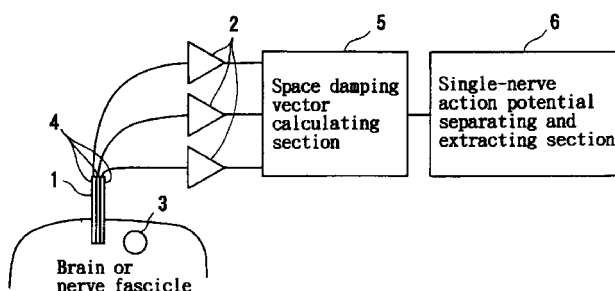 2
5
6
Space damping
vector
calculating
section
Single-nerve
action potential
separating and
extracting section
4
1
3
Brain or
nerve fascicle